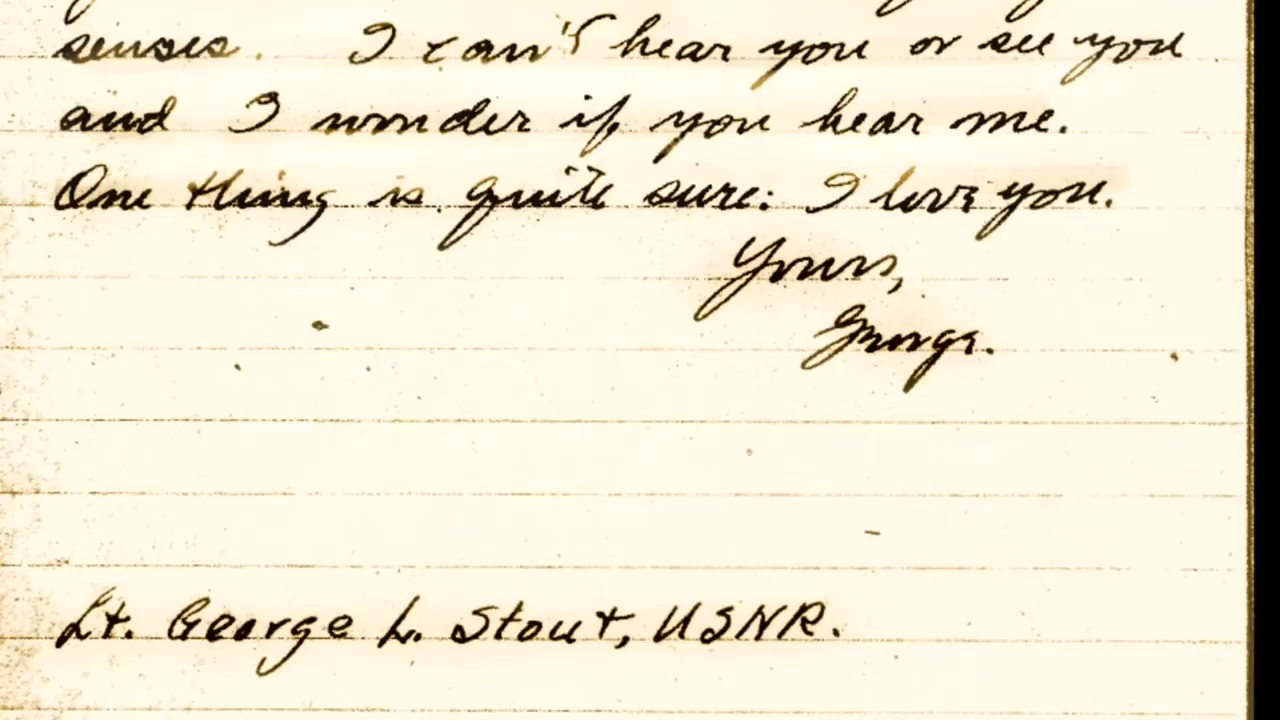 senses. I can't hear you or see you
and I wonder if you hear me.
One thing is quite sure: I love you.
Yours,
George.
Lt. George L. Stout, USNR.